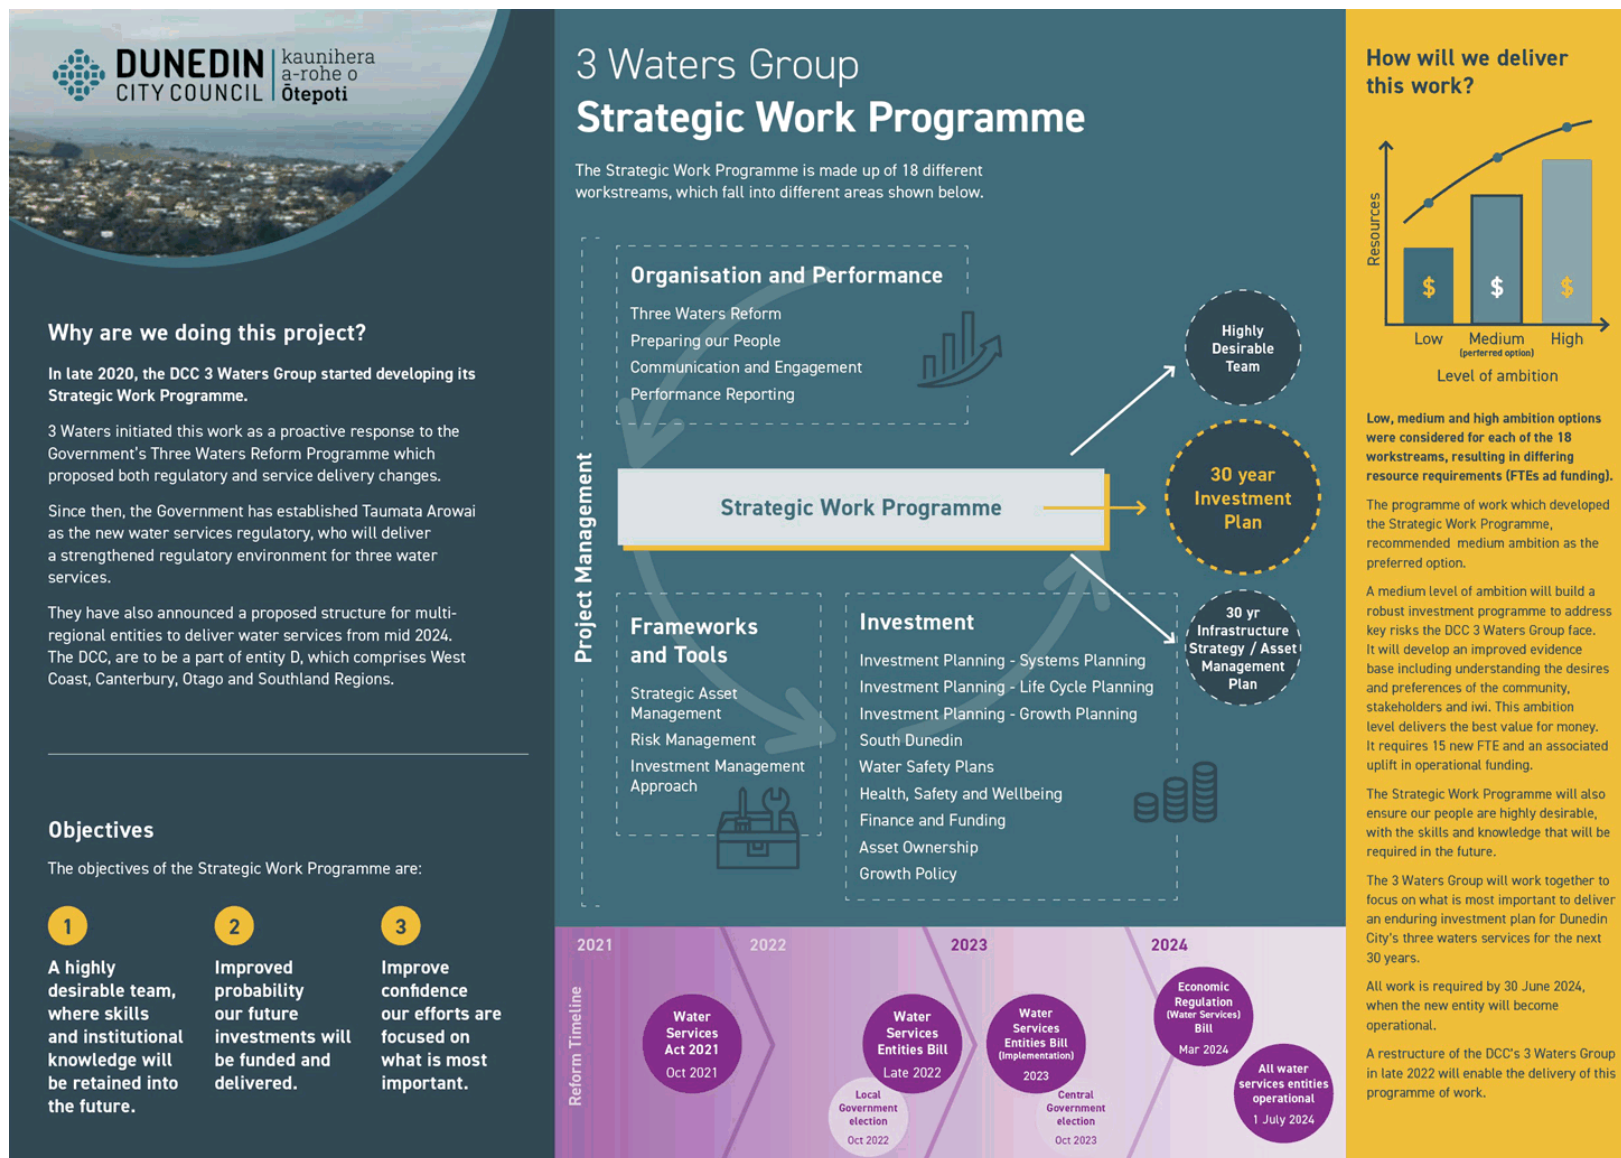 DUNEDIN
CITY COUNCIL
kaunihera
a-rohe o
Ōtepoti
Why are we doing this project?
In late 2020, the DCC 3 Waters Group started developing its
Strategic Work Programme.
3 Waters initiated this work as a proactive response to the
Government's Three Waters Reform Programme which
proposed both regulatory and service delivery changes.
Since then, the Government has established Taumata Arowai
as the new water services regulatory, who will deliver
a strengthened regulatory environment for three water
services.
They have also announced a proposed structure for multi-
regional entities to deliver water services from mid 2024.
The DCC, are to be a part of entity D, which comprises West
Coast, Canterbury, Otago and Southland Regions.
Objectives
The objectives of the Strategic Work Programme are:
1
A highly
desirable team,
where skills
and institutional
knowledge will
be retained into
the future.
2
Improved
probability
our future
investments will
be funded and
delivered.
3
Improve
confidence
our efforts are
focused on
what is most
important.
3 Waters Group
Strategic Work Programme
The Strategic Work Programme is made up of 18 different
workstreams, which fall into different areas shown below.
Project Management
Organisation and Performance
Three Waters Reform
Preparing our People
Communication and Engagement
Performance Reporting
Strategic Work Programme
Highly
Desirable
Team
30 year
Investment
Plan
30 yr
Infrastructure
Strategy / Asset
Management
Plan
Frameworks
and Tools
Strategic Asset
Management
Risk Management
Investment Management
Approach
Investment
Investment Planning - Systems Planning
Investment Planning - Life Cycle Planning
Investment Planning - Growth Planning
South Dunedin
Water Safety Plans
Health, Safety and Wellbeing
Finance and Funding
Asset Ownership
Growth Policy
Reform Timeline
2021
2022
2023
2024
Water
Services
Act 2021
Oct 2021
Water
Services
Entities Bill
Late 2022
Local
Government
election
Oct 2022
Water
Services
Entities Bill
(Implementation)
2023
Central
Government
election
Oct 2023
Economic
Regulation
(Water Services)
Bill
Mar 2024
All water
services entities
operational
1 July 2024
How will we deliver
this work?
Resources
$ $ $
Low Medium High
(perferred option)
Level of ambition
Low, medium and high ambition options
were considered for each of the 18
workstreams, resulting in differing
resource requirements (FTEs ad funding).
The programme of work which developed
the Strategic Work Programme,
recommended medium ambition as the
preferred option.
A medium level of ambition will build a
robust investment programme to address
key risks the DCC 3 Waters Group face.
It will develop an improved evidence
base including understanding the desires
and preferences of the community,
stakeholders and iwi. This ambition
level delivers the best value for money.
It requires 15 new FTE and an associated
uplift in operational funding.
The Strategic Work Programme will also
ensure our people are highly desirable,
with the skills and knowledge that will be
required in the future.
The 3 Waters Group will work together to
focus on what is most important to deliver
an enduring investment plan for Dunedin
City's three waters services for the next
30 years.
All work is required by 30 June 2024,
when the new entity will become
operational.
A restructure of the DCC's 3 Waters Group
in late 2022 will enable the delivery of this
programme of work.